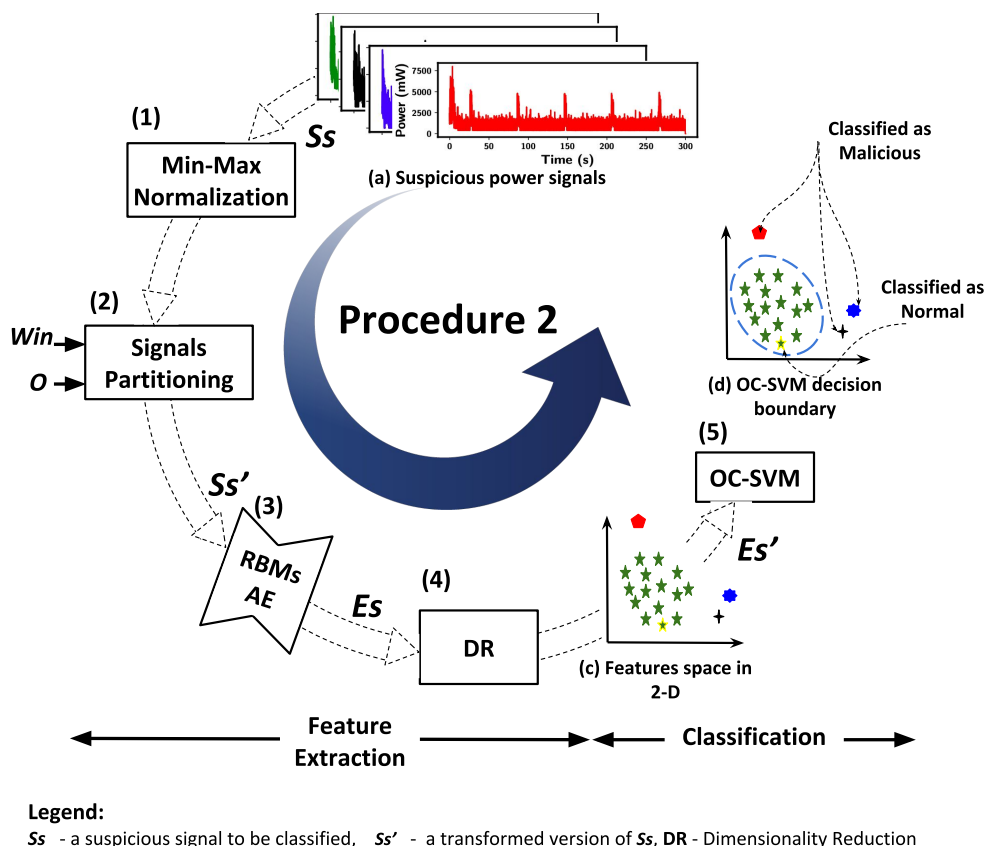 7500
5000
2500
0
Power (mW)
0 50 100 150 200 250 300
Time (s)
(a) Suspicious power signals
Ss
(1)
Min-Max
Normalization
(2)
Win
O
Signals
Partitioning
Procedure 2
Ss’
(3)
RBMs
AE
Es
(4)
DR
(c) Features space in
2-D
Es’
(5)
OC-SVM
Classified as
Malicious
Classified as
Normal
(d) OC-SVM decision
boundary
Feature
Extraction
Classification
Legend:
Ss - a suspicious signal to be classified, Ss’ - a transformed version of Ss, DR - Dimensionality Reduction